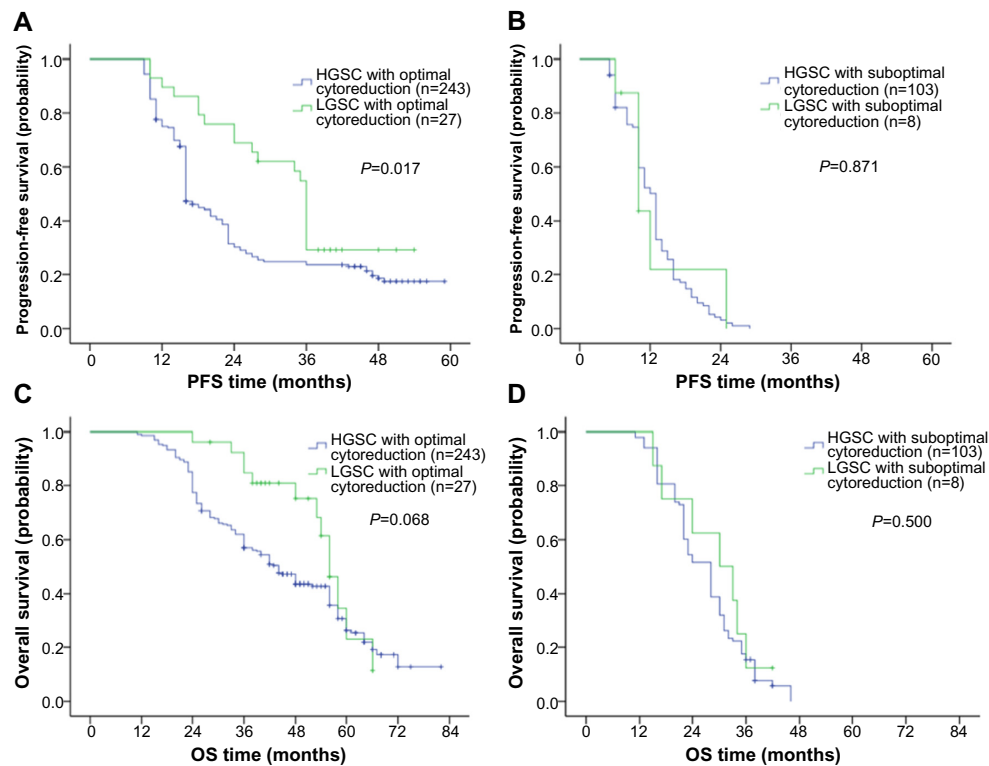 A
Progression-free survival (probability)
1.0
0.8
0.6
0.4
0.2
0.0
HGSC with optimal
cytoreduction (n=243)
LGSC with optimal
cytoreduction (n=27)
P=0.017
0 12 24 36 48 60
PFS time (months)
B
Progression-free survival (probability)
1.0
0.8
0.6
0.4
0.2
0.0
HGSC with suboptimal
cytoreduction (n=103)
LGSC with suboptimal
cytoreduction (n=8)
P=0.871
0 12 24 36 48 60
PFS time (months)
C
Overall survival (probability)
1.0
0.8
0.6
0.4
0.2
0.0
HGSC with optimal
cytoreduction (n=243)
LGSC with optimal
cytoreduction (n=27)
P=0.068
0 12 24 36 48 60 72 84
OS time (months)
D
Overall survival (probability)
1.0
0.8
0.6
0.4
0.2
0.0
HGSC with suboptimal
cytoreduction (n=103)
LGSC with suboptimal
cytoreduction (n=8)
P=0.500
0 12 24 36 48 60 72 84
OS time (months)